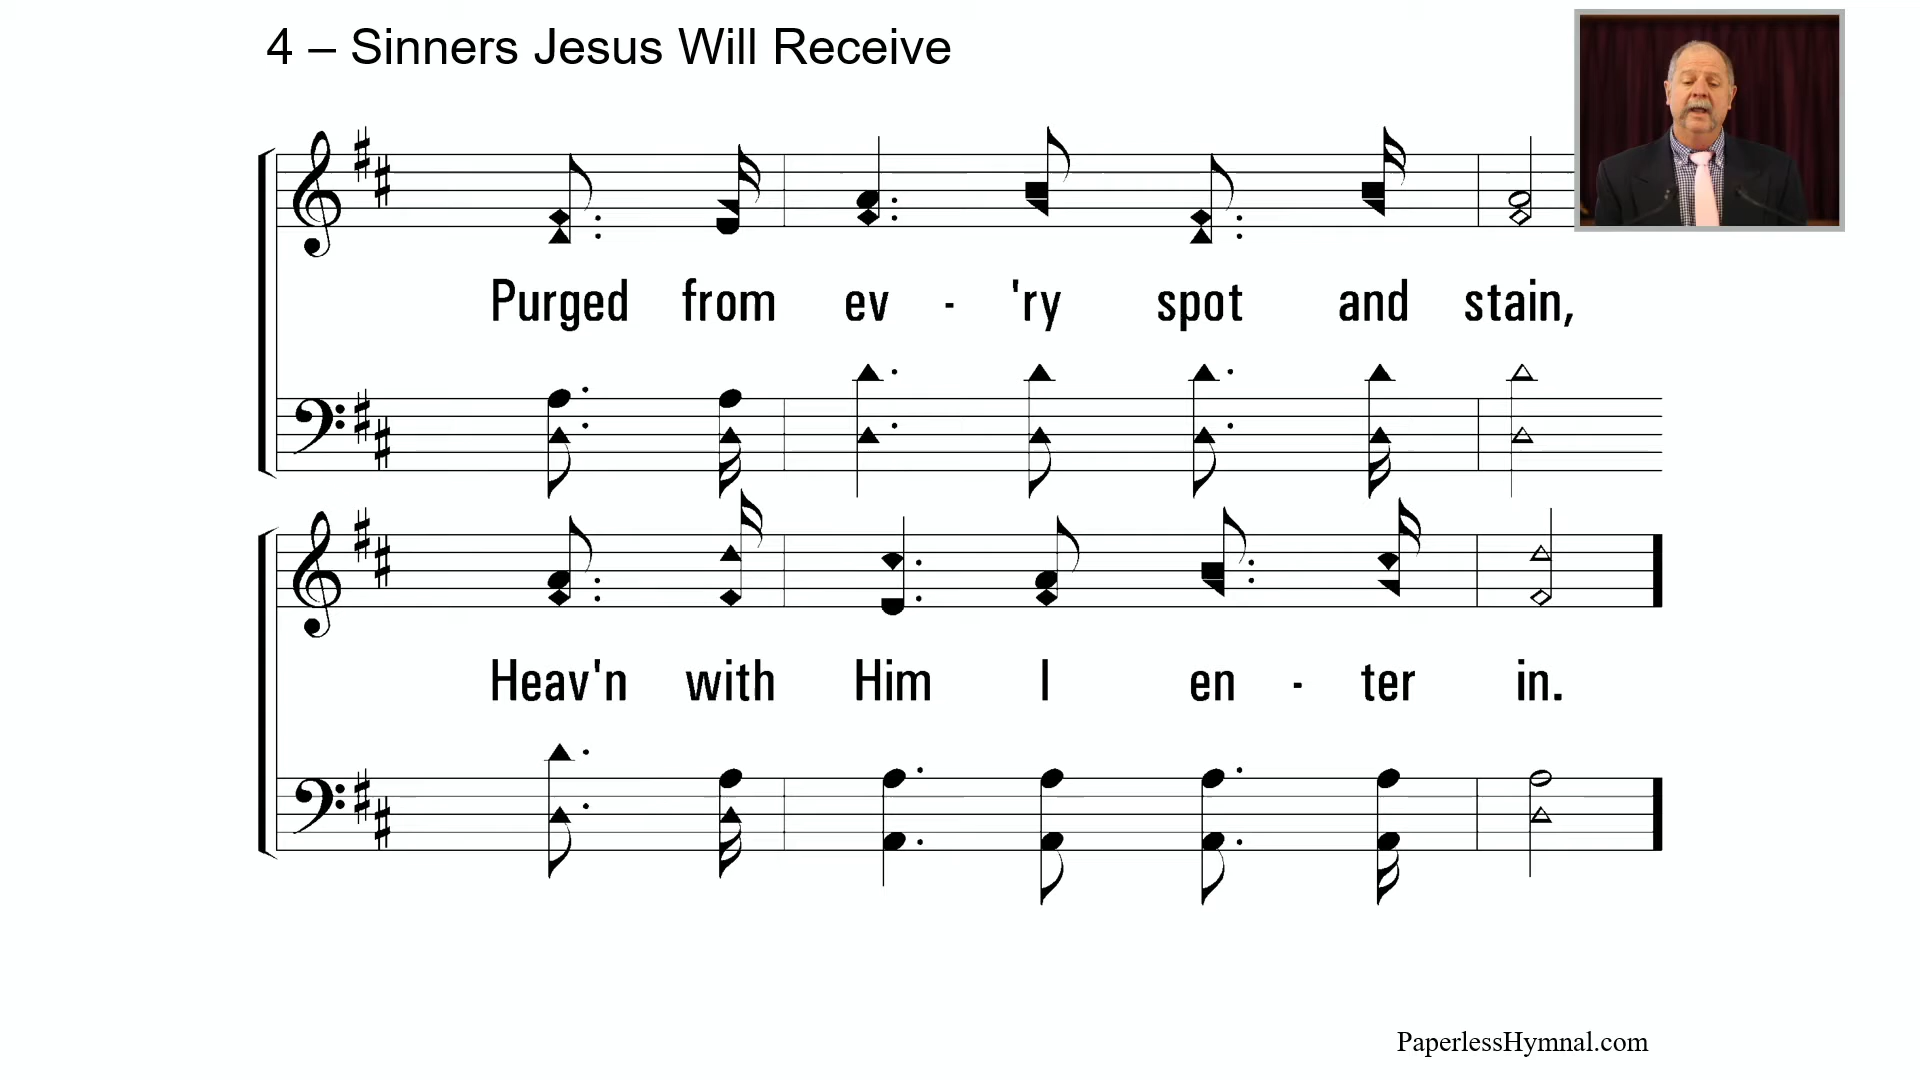 4 – Sinners Jesus Will Receive
Purged from ev - 'ry spot and stain,
Heav'n with Him I en - ter in.
PaperlessHymnal.com